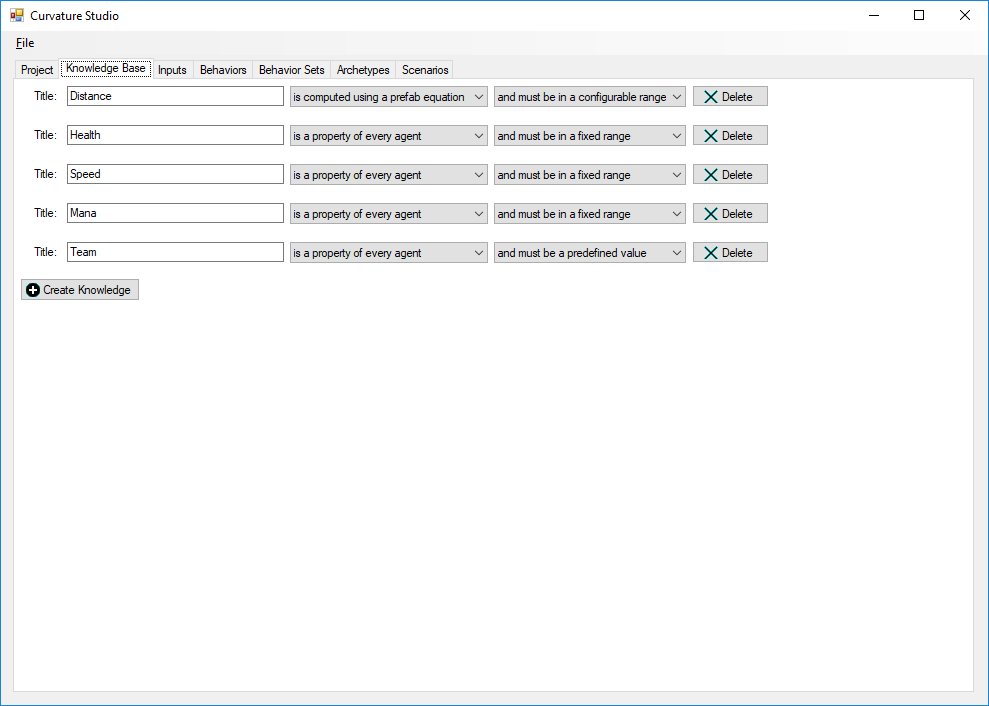 Curvature Studio
File
Project Knowledge Base Inputs Behaviors Behavior Sets Archetypes Scenarios
Title: Distance is computed using a prefab equation and must be in a configurable range Delete
Title: Health is a property of every agent and must be in a fixed range Delete
Title: Speed is a property of every agent and must be in a fixed range Delete
Title: Mana is a property of every agent and must be in a fixed range Delete
Title: Team is a property of every agent and must be a predefined value Delete
Create Knowledge